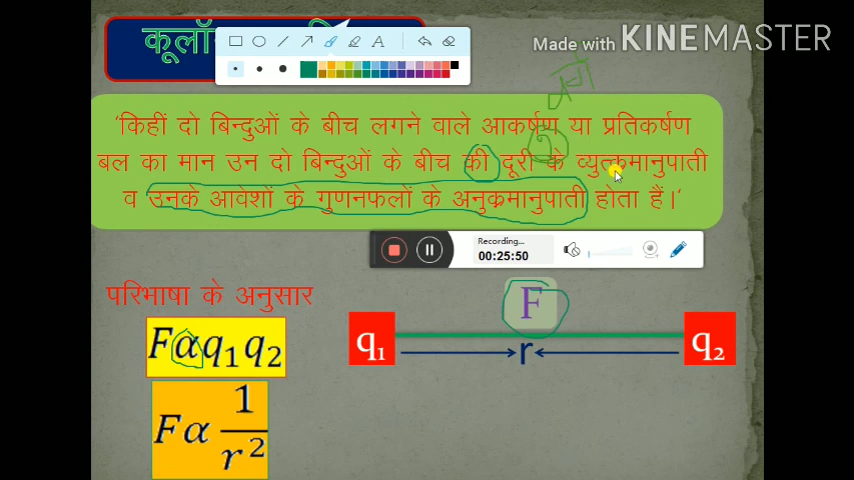 Made with KINEMASTER
'किहीं दो बिन्दुओं के बीच लगने वाले आकर्षण या प्रतिकर्षण
बल का मान उन दो बिन्दुओं के बीच की दूरी के व्युत्क्रमानुपाती
व उनके आवेशों के गुणनफलों के अनुक्रमानुपाती होता हैं।'
Recording...
00:25:50
परिभाषा के अनुसार
F
q1
r
q2
Fαq1q2
Fα 1/r²